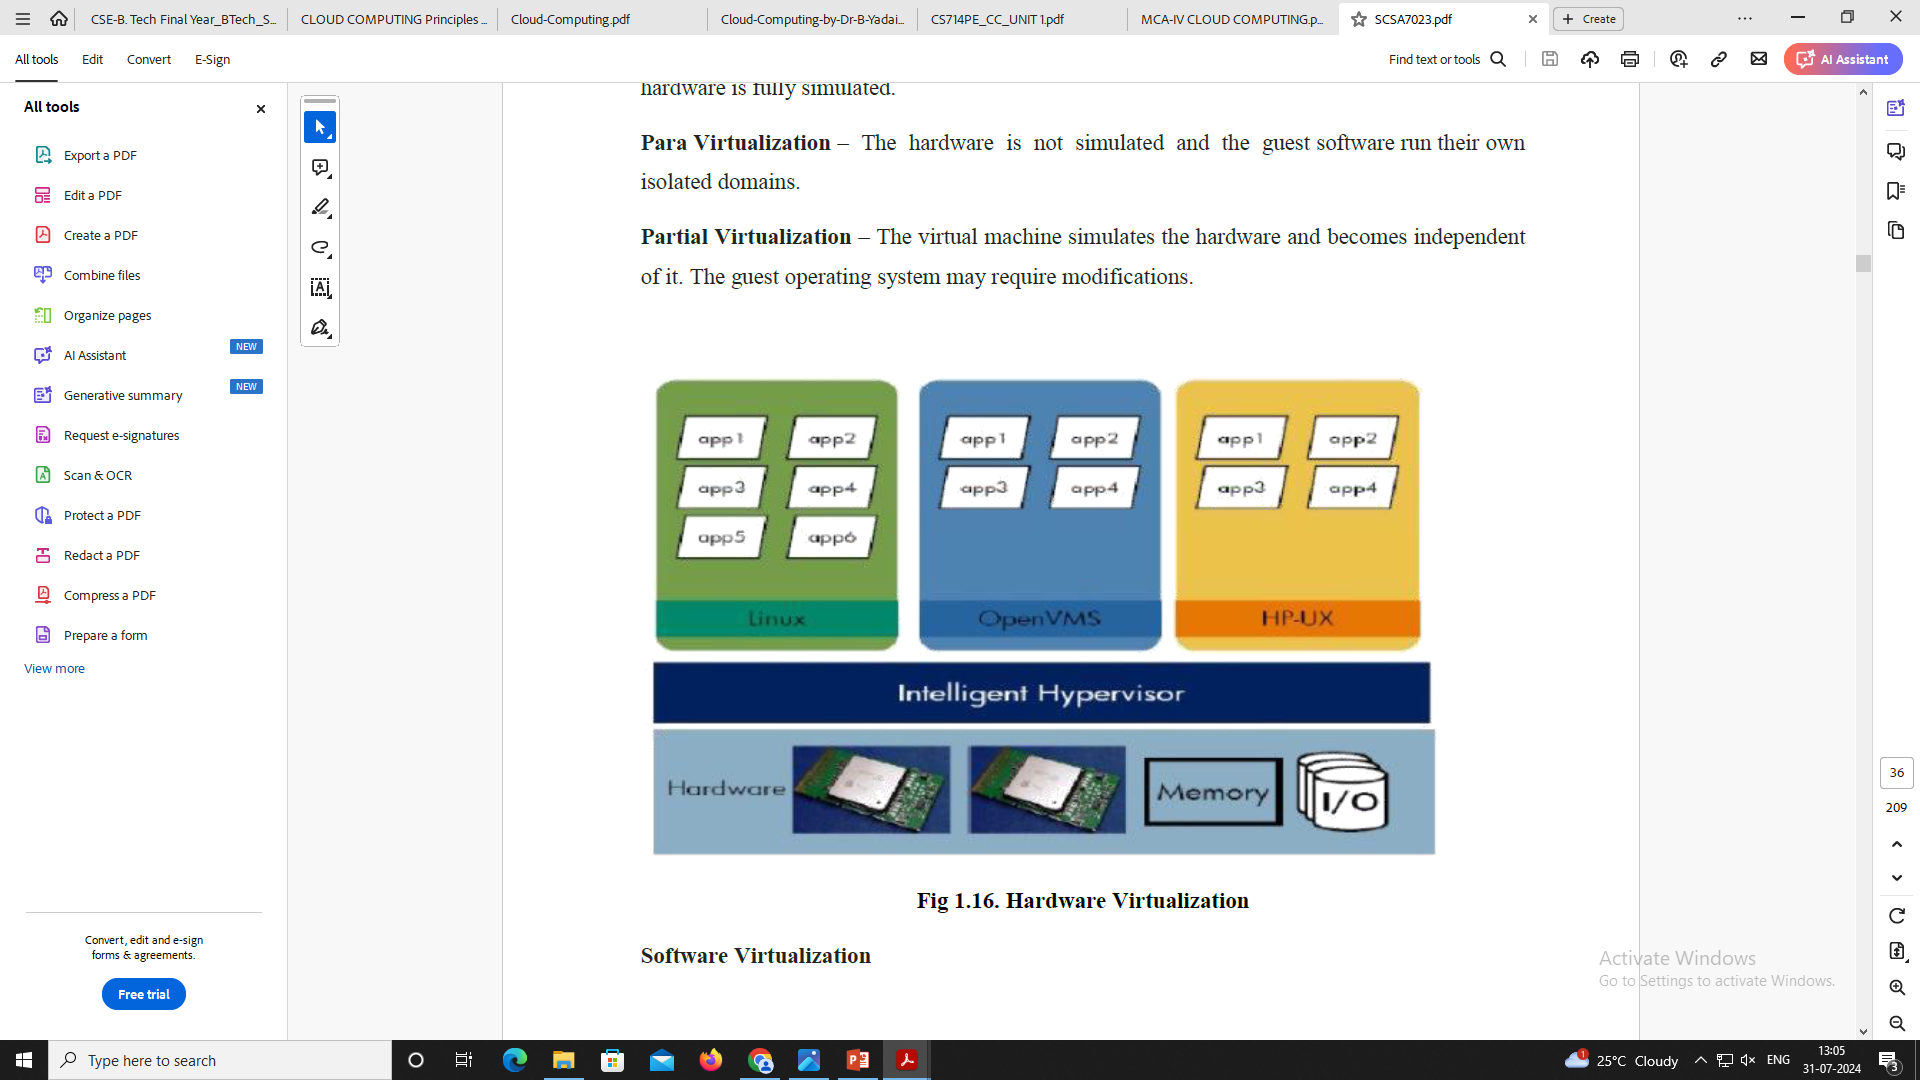 CSE-B. Tech Final Year_BTech_S...
CLOUD COMPUTING Principles ...
Cloud-Computing.pdf
Cloud-Computing-by-Dr-B-Yadai...
CS714PE_CC_UNIT 1.pdf
MCA-IV CLOUD COMPUTING.p...
SCSA7023.pdf
Create
All tools
Edit
Convert
E-Sign
Find text or tools
AI Assistant
All tools
Export a PDF
Edit a PDF
Create a PDF
Combine files
Organize pages
AI Assistant
NEW
Generative summary
NEW
Request e-signatures
Scan & OCR
Protect a PDF
Redact a PDF
Compress a PDF
Prepare a form
View more
Convert, edit and e-sign
forms & agreements.
Free trial
hardware is fully simulated.
Para Virtualization – The hardware is not simulated and the guest software run their own
isolated domains.
Partial Virtualization – The virtual machine simulates the hardware and becomes independent
of it. The guest operating system may require modifications.
app1 app2
app3 app4
app5 app6
Linux
app1 app2
app3 app4
OpenVMS
app1 app2
app3 app4
HP-UX
Intelligent Hypervisor
Hardware
Memory
I/O
Fig 1.16. Hardware Virtualization
Software Virtualization
36
209
Activate Windows
Go to Settings to activate Windows.
Type here to search
1
25°C Cloudy
ENG
13:05
31-07-2024
3